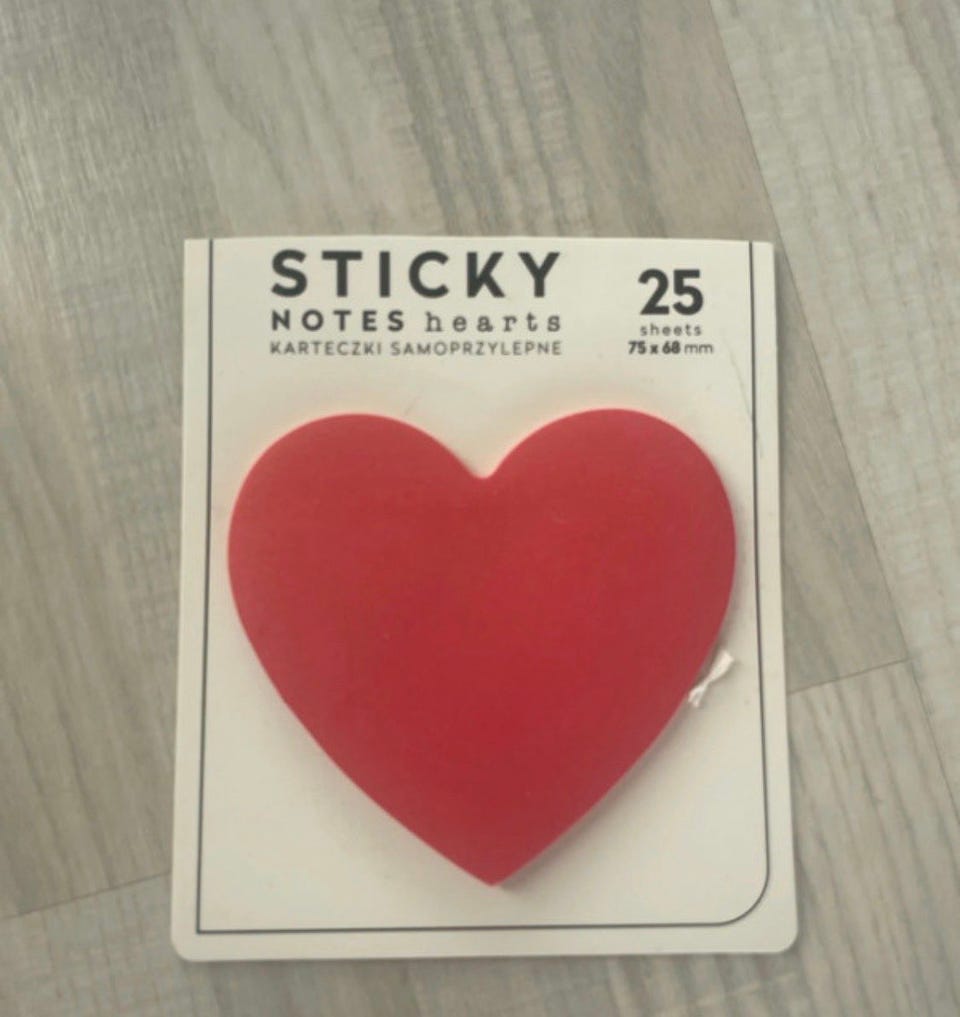 STICKY
NOTES hearts
KARTECZKI SAMOPRZYLEPNE
25
sheets
75 x 68 mm